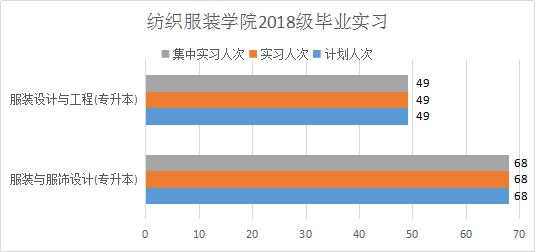 纺织服装学院2018级毕业实习
集中实习人次 实习人次 计划人次
服装设计与工程(专升本)
49
49
49
服装与服饰设计(专升本)
68
68
68
0 10 20 30 40 50 60 70